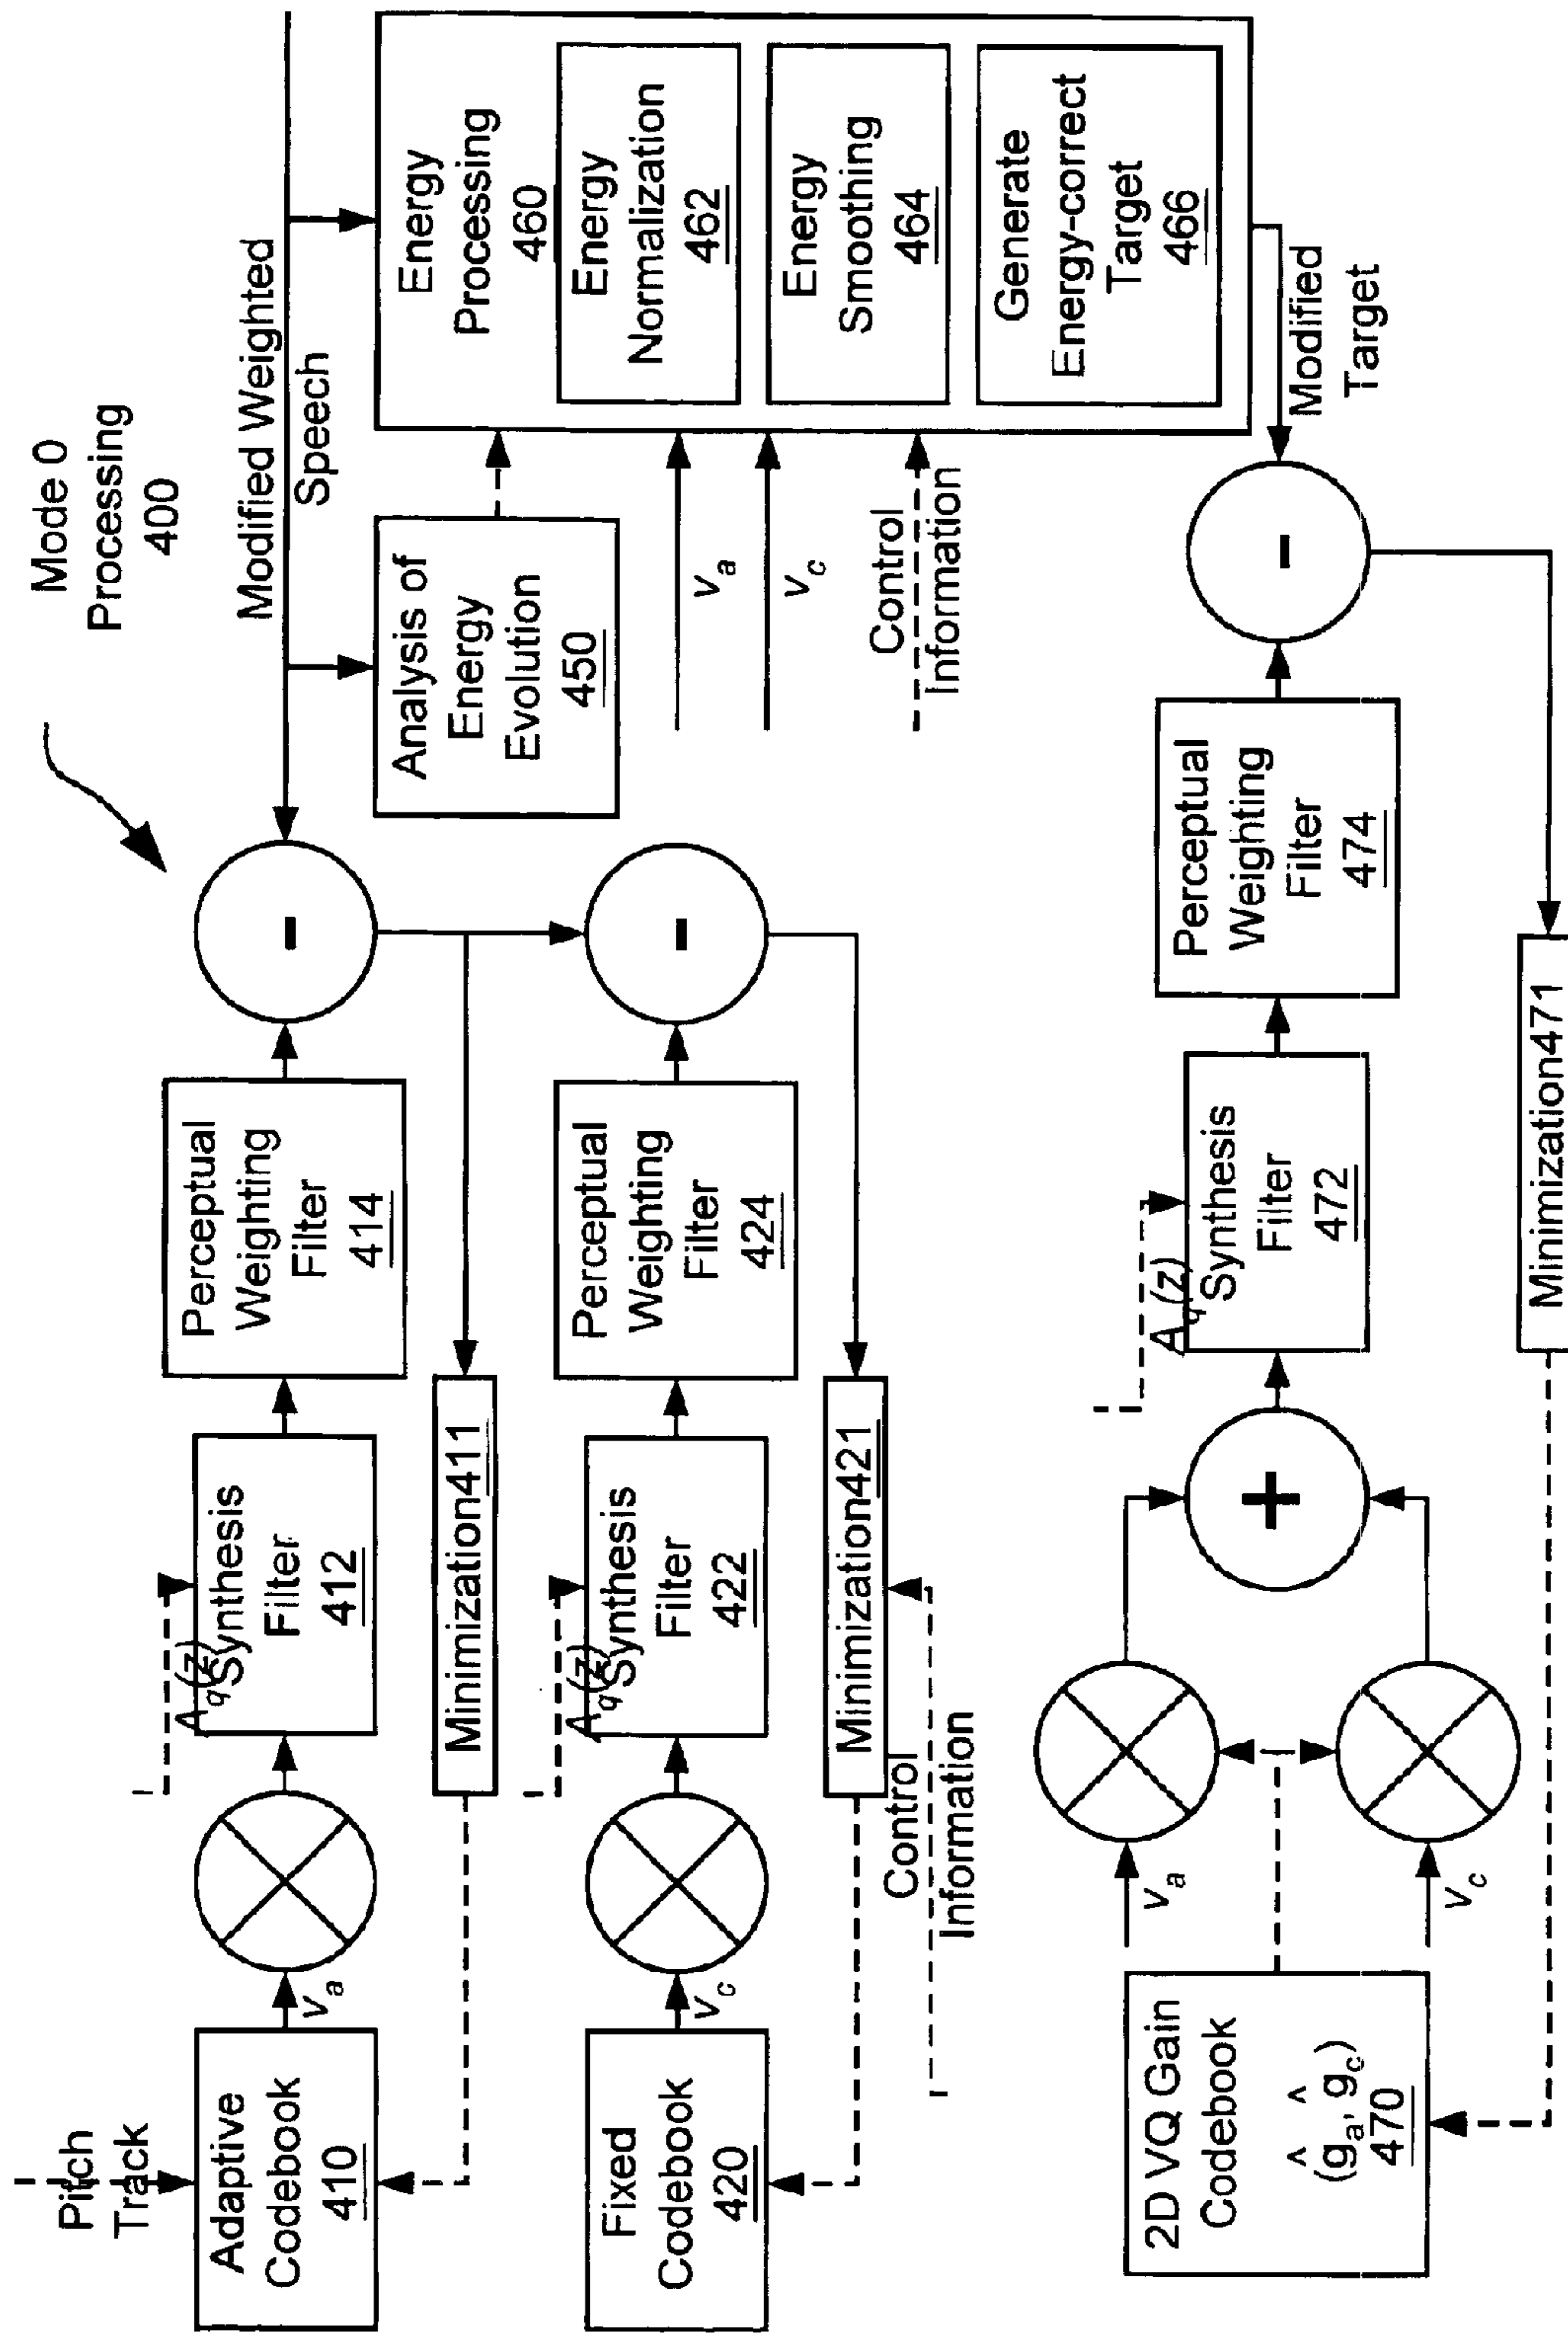 Mode 0
Processing
400
Pitch
Track
Adaptive
Codebook
410
v_a
A_q(z)
Synthesis
Filter
412
Perceptual
Weighting
Filter
414
-
Modified Weighted
Speech
Minimization411
Analysis of
Energy
Evolution
450
Energy
Processing
460
Energy
Normalization
462
Energy
Smoothing
464
Generate
Energy-correct
Target
466
v_a
v_c
Control
Information
Fixed
Codebook
420
v_c
A_q(z)
Synthesis
Filter
422
Perceptual
Weighting
Filter
424
-
Minimization421
Control
Information
Modified
Target
2D VQ Gain
Codebook
(ĝ_a, ĝ_c)
470
v_a
v_c
+
A_q(z)
Synthesis
Filter
472
Perceptual
Weighting
Filter
474
-
Minimization471